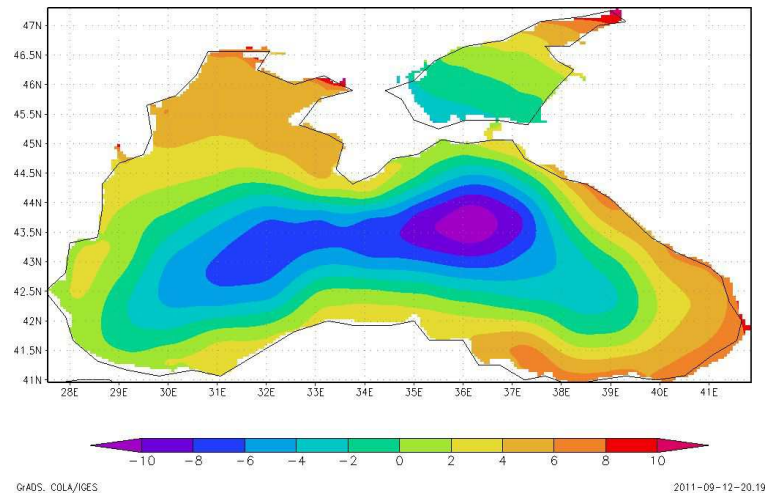 47N
46.5N
46N
45.5N
45N
44.5N
44N
43.5N
43N
42.5N
42N
41.5N
41N
28E 29E 30E 31E 32E 33E 34E 35E 36E 37E 38E 39E 40E 41E
-10 -8 -6 -4 -2 0 2 4 6 8 10
GrADS. COLA/IGES 2011-09-12-20.19